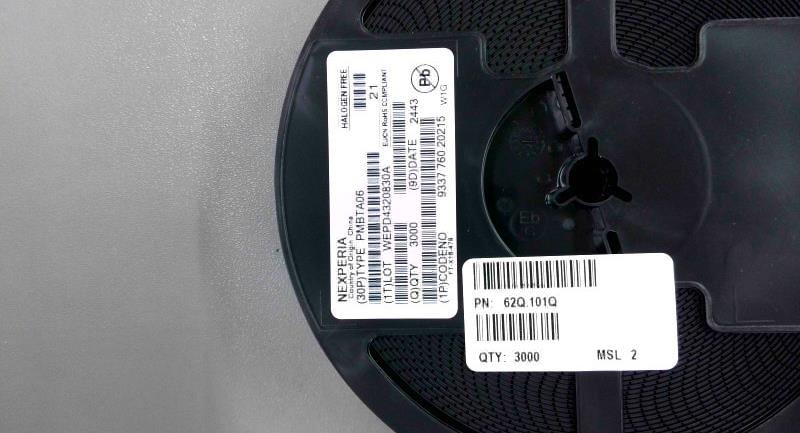 NEXPERIA
Country of Origin China
(30P)TYPE PMBTA06
(1T)LOT WEPD4320830A
(Q)QTY 3000
(9D)DATE 2443
(1P)CODENO
9337 760 20215
HALOGEN FREE
21
EU/CN RoHS COMPLIANT
Pb
W1G
PN: 62Q.101Q
QTY: 3000 MSL 2